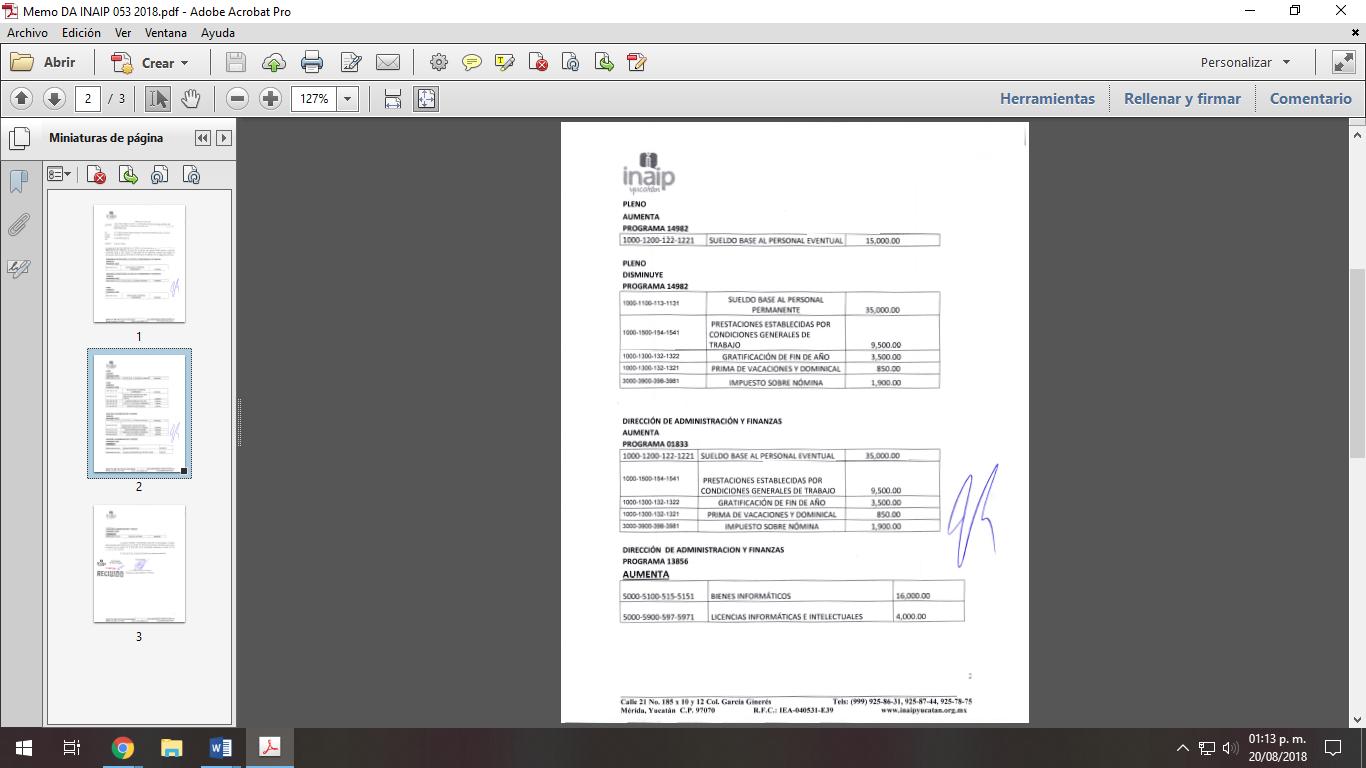 Memo DA INAIP 053 2018.pdf - Adobe Acrobat Pro
Archivo Edición Ver Ventana Ayuda
Abrir Crear Personalizar
2 / 3 127% Herramientas Rellenar y firmar Comentario
Miniaturas de página
1
2
3
RECIBIDO
inaip
yucatán
PLENO
AUMENTA
PROGRAMA 14982
1000-1200-122-1221 SUELDO BASE AL PERSONAL EVENTUAL 15,000.00
PLENO
DISMINUYE
PROGRAMA 14982
1000-1100-113-1131 SUELDO BASE AL PERSONAL PERMANENTE 35,000.00
1000-1500-154-1541 PRESTACIONES ESTABLECIDAS POR CONDICIONES GENERALES DE TRABAJO 9,500.00
1000-1300-132-1322 GRATIFICACIÓN DE FIN DE AÑO 3,500.00
1000-1300-132-1321 PRIMA DE VACACIONES Y DOMINICAL 850.00
3000-3900-398-3981 IMPUESTO SOBRE NÓMINA 1,900.00
DIRECCIÓN DE ADMINISTRACIÓN Y FINANZAS
AUMENTA
PROGRAMA 01833
1000-1200-122-1221 SUELDO BASE AL PERSONAL EVENTUAL 35,000.00
1000-1500-154-1541 PRESTACIONES ESTABLECIDAS POR CONDICIONES GENERALES DE TRABAJO 9,500.00
1000-1300-132-1322 GRATIFICACIÓN DE FIN DE AÑO 3,500.00
1000-1300-132-1321 PRIMA DE VACACIONES Y DOMINICAL 850.00
3000-3900-398-3981 IMPUESTO SOBRE NÓMINA 1,900.00
DIRECCIÓN DE ADMINISTRACION Y FINANZAS
PROGRAMA 13856
AUMENTA
5000-5100-515-5151 BIENES INFORMÁTICOS 16,000.00
5000-5900-597-5971 LICENCIAS INFORMÁTICAS E INTELECTUALES 4,000.00
2
Calle 21 No. 185 x 10 y 12 Col. García Ginerés Tels: (999) 925-86-31, 925-87-44, 925-78-75
Mérida, Yucatán C.P. 97070 R.F.C.: IEA-040531-E39 www.inaipyucatan.org.mx
01:13 p. m.
20/08/2018